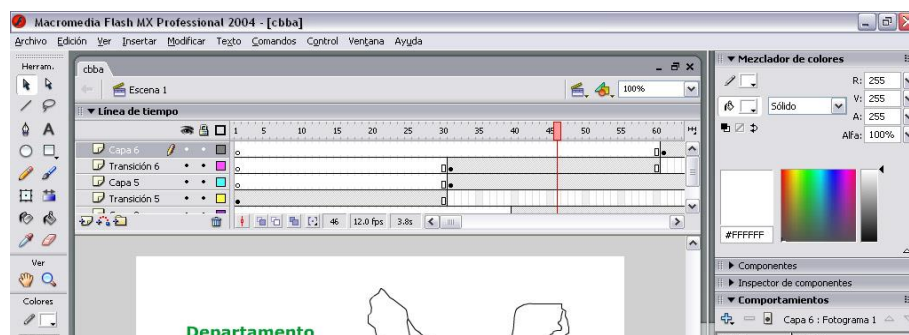 Macromedia Flash MX Professional 2004 - [cbba]
Archivo Edición Ver Insertar Modificar Texto Comandos Control Ventana Ayuda
Herram.
cbba
Escena 1
100%
Línea de tiempo
1 5 10 15 20 25 30 35 40 45 50 55 60
Capa 6
Transición 6
Capa 5
Transición 5
46 12.0 fps 3.8s
Ver
Colores
Departamento
Mezclador de colores
R: 255
Sólido
V: 255
A: 255
Alfa: 100%
#FFFFFF
Componentes
Inspector de componentes
Comportamientos
Capa 6 : Fotograma 1